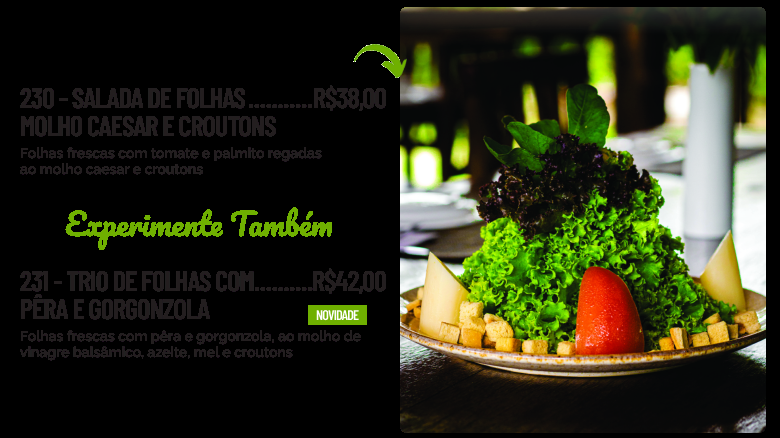 230 - SALADA DE FOLHAS ...........R$38,00
MOLHO CAESAR E CROUTONS
Folhas frescas com tomate e palmito regadas
ao molho caesar e croutons
Experimente Também
231 - TRIO DE FOLHAS COM..........R$42,00
PÊRA E GORGONZOLA
NOVIDADE
Folhas frescas com pêra e gorgonzola, ao molho de
vinagre balsâmico, azeite, mel e croutons